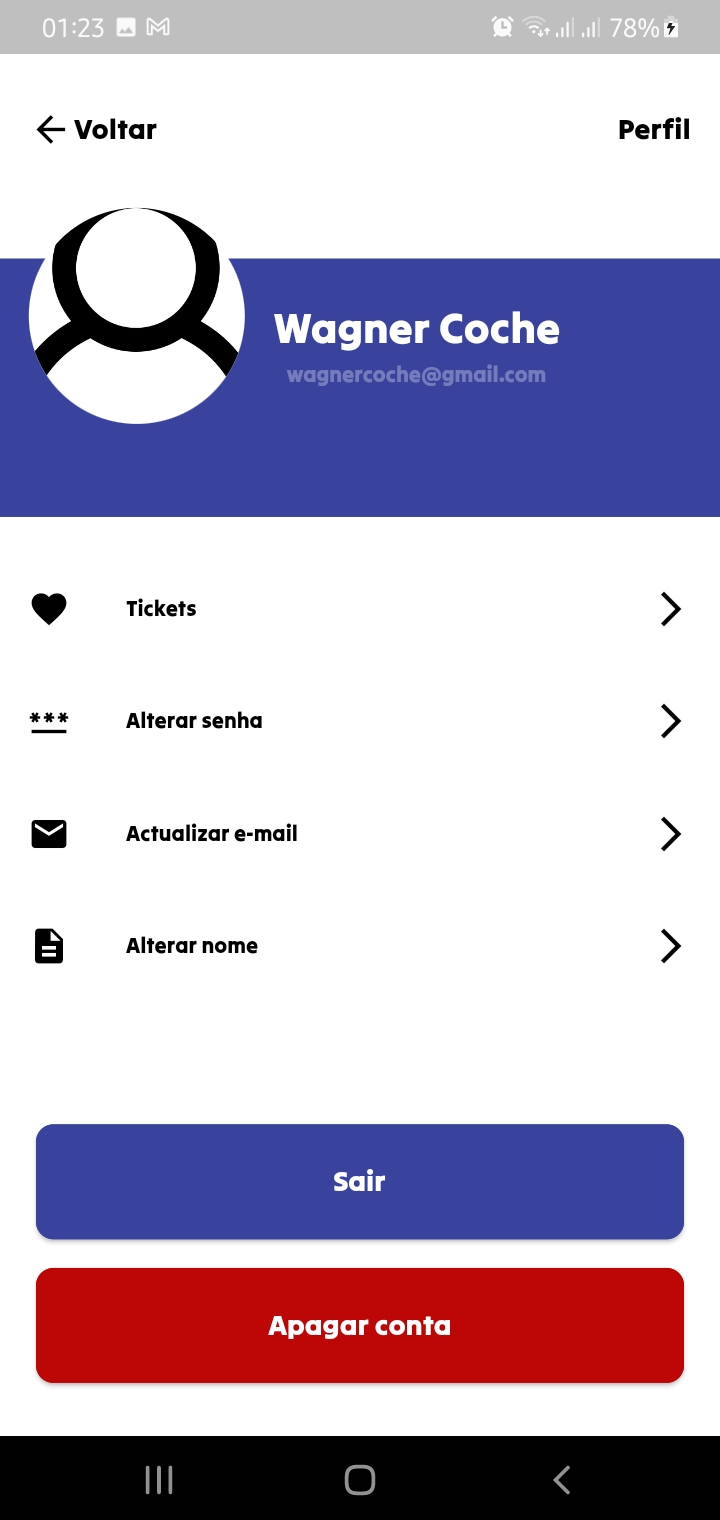 01:23 78%
Voltar Perfil
Wagner Coche
wagnercoche@gmail.com
Tickets
*** Alterar senha
Actualizar e-mail
Alterar nome
Sair
Apagar conta